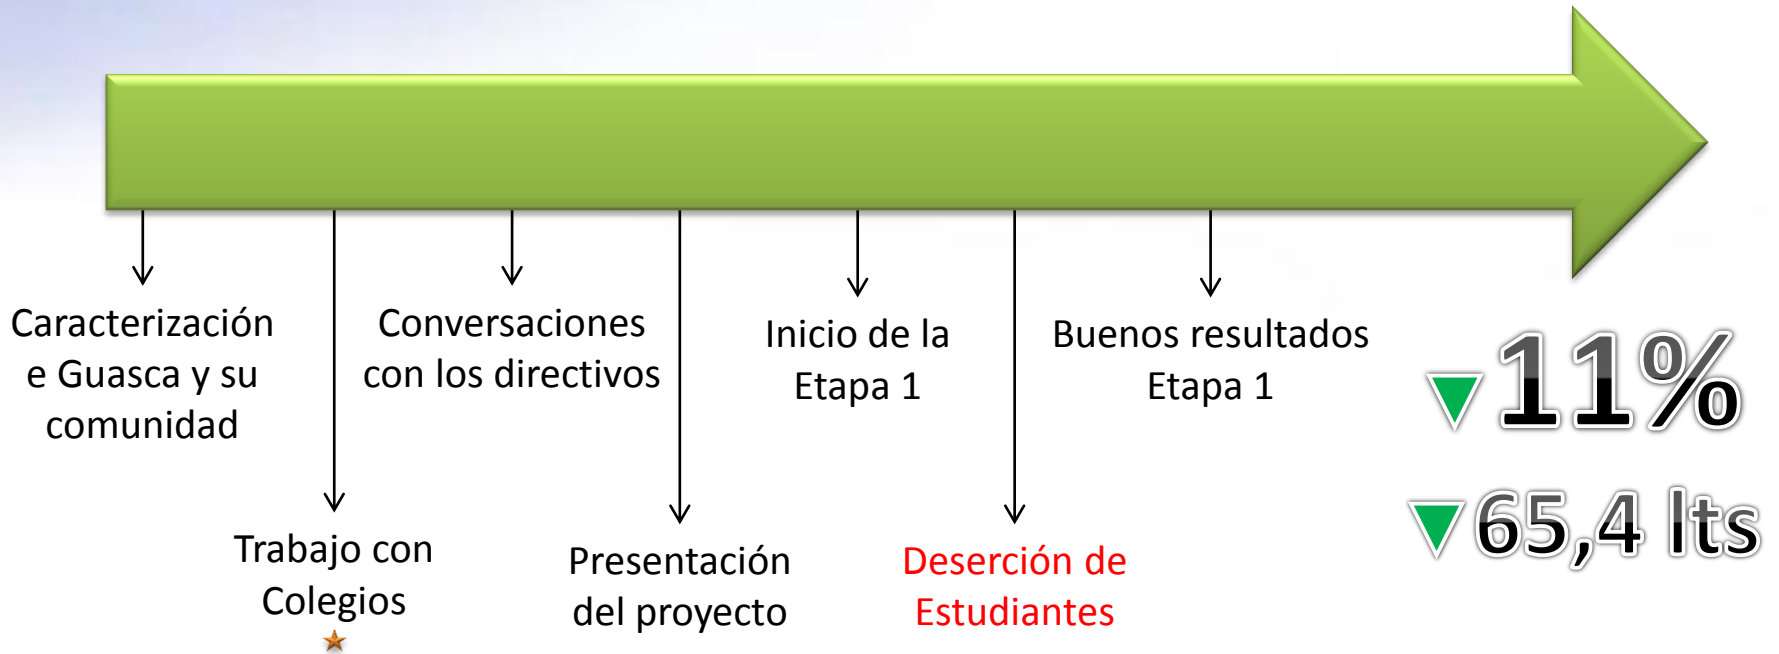 Caracterización
e Guasca y su
comunidad
Trabajo con
Colegios
Conversaciones
con los directivos
Presentación
del proyecto
Inicio de la
Etapa 1
Deserción de
Estudiantes
Buenos resultados
Etapa 1
11%
65,4 lts